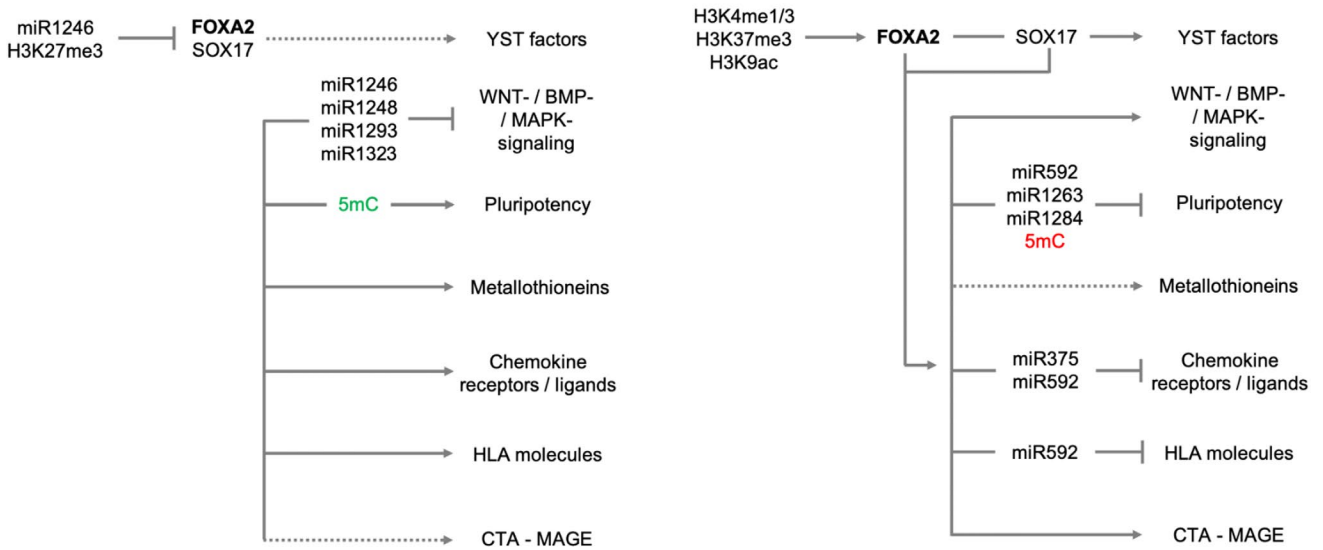 miR1246
H3K27me3
FOXA2
SOX17
YST factors
miR1246
miR1248
miR1293
miR1323
WNT- / BMP-
/ MAPK-
signaling
5mC
Pluripotency
Metallothioneins
Chemokine
receptors / ligands
HLA molecules
CTA - MAGE
H3K4me1/3
H3K37me3
H3K9ac
FOXA2
SOX17
YST factors
WNT- / BMP-
/ MAPK-
signaling
miR592
miR1263
miR1284
5mC
Pluripotency
Metallothioneins
miR375
miR592
Chemokine
receptors / ligands
miR592
HLA molecules
CTA - MAGE